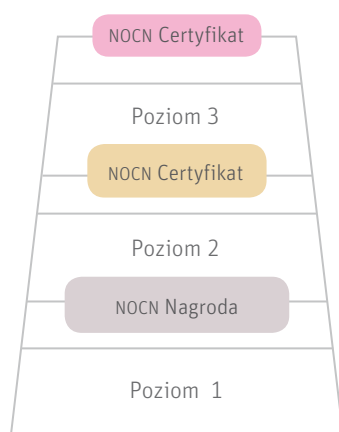 NOCN Certyfikat
Poziom 3
NOCN Certyfikat
Poziom 2
NOCN Nagroda
Poziom 1